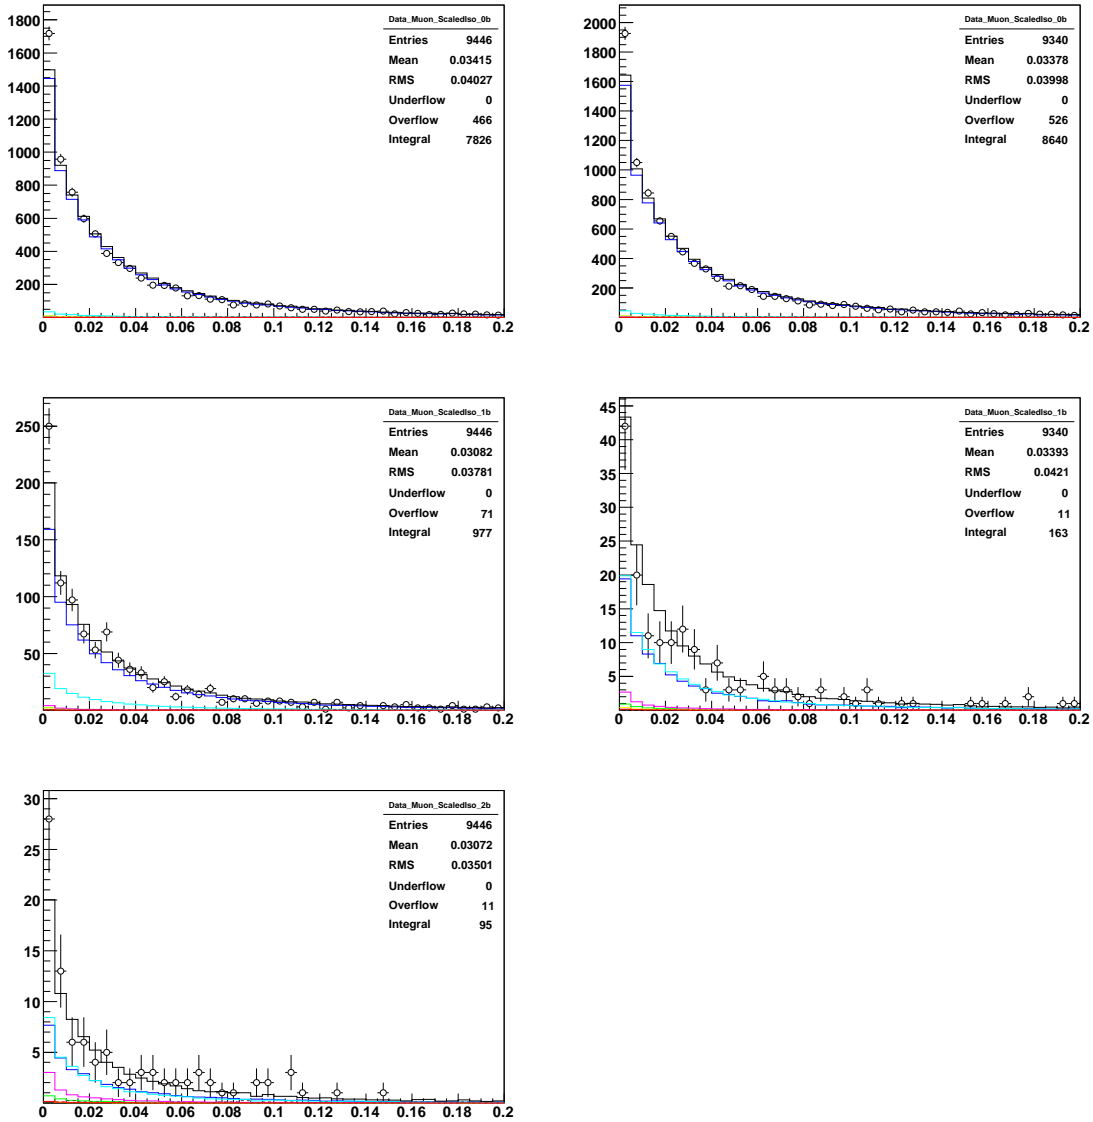 Data_Muon_ScaledIso_0b
Entries 9446
Mean 0.03415
RMS 0.04027
Underflow 0
Overflow 466
Integral 7826
1800
1600
1400
1200
1000
800
600
400
200
0 0.02 0.04 0.06 0.08 0.1 0.12 0.14 0.16 0.18 0.2
Data_Muon_ScaledIso_0b
Entries 9340
Mean 0.03378
RMS 0.03998
Underflow 0
Overflow 526
Integral 8640
2000
1800
1600
1400
1200
1000
800
600
400
200
0 0.02 0.04 0.06 0.08 0.1 0.12 0.14 0.16 0.18 0.2
Data_Muon_ScaledIso_1b
Entries 9446
Mean 0.03082
RMS 0.03781
Underflow 0
Overflow 71
Integral 977
250
200
150
100
50
0 0.02 0.04 0.06 0.08 0.1 0.12 0.14 0.16 0.18 0.2
Data_Muon_ScaledIso_1b
Entries 9340
Mean 0.03393
RMS 0.0421
Underflow 0
Overflow 11
Integral 163
45
40
35
30
25
20
15
10
5
0 0.02 0.04 0.06 0.08 0.1 0.12 0.14 0.16 0.18 0.2
Data_Muon_ScaledIso_2b
Entries 9446
Mean 0.03072
RMS 0.03501
Underflow 0
Overflow 11
Integral 95
30
25
20
15
10
5
0 0.02 0.04 0.06 0.08 0.1 0.12 0.14 0.16 0.18 0.2